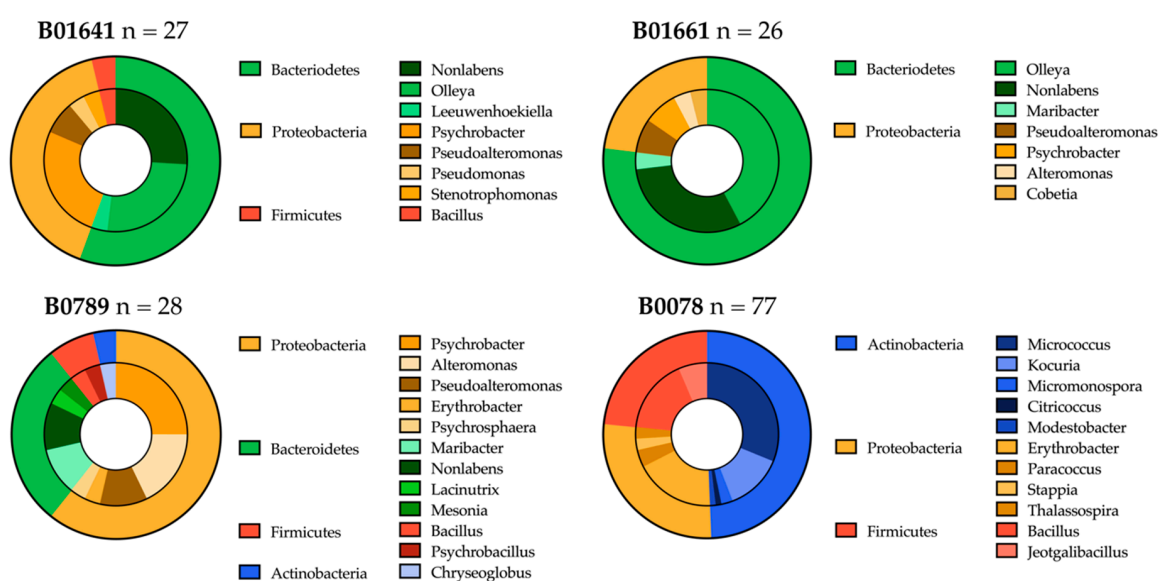 B01641 n = 27
Bacteriodetes
Proteobacteria
Firmicutes
Nonlabens
Olleya
Leeuwenhoekiella
Psychrobacter
Pseudoalteromonas
Pseudomonas
Stenotrophomonas
Bacillus
B01661 n = 26
Bacteriodetes
Proteobacteria
Olleya
Nonlabens
Maribacter
Pseudoalteromonas
Psychrobacter
Alteromonas
Cobetia
B0789 n = 28
Proteobacteria
Bacteroidetes
Firmicutes
Actinobacteria
Psychrobacter
Alteromonas
Pseudoalteromonas
Erythrobacter
Psychrosphaera
Maribacter
Nonlabens
Lacinutrix
Mesonia
Bacillus
Psychrobacillus
Chryseoglobus
B0078 n = 77
Actinobacteria
Proteobacteria
Firmicutes
Micrococcus
Kocuria
Micromonospora
Citricoccus
Modestobacter
Erythrobacter
Paracoccus
Stappia
Thalassospira
Bacillus
Jeotgalibacillus